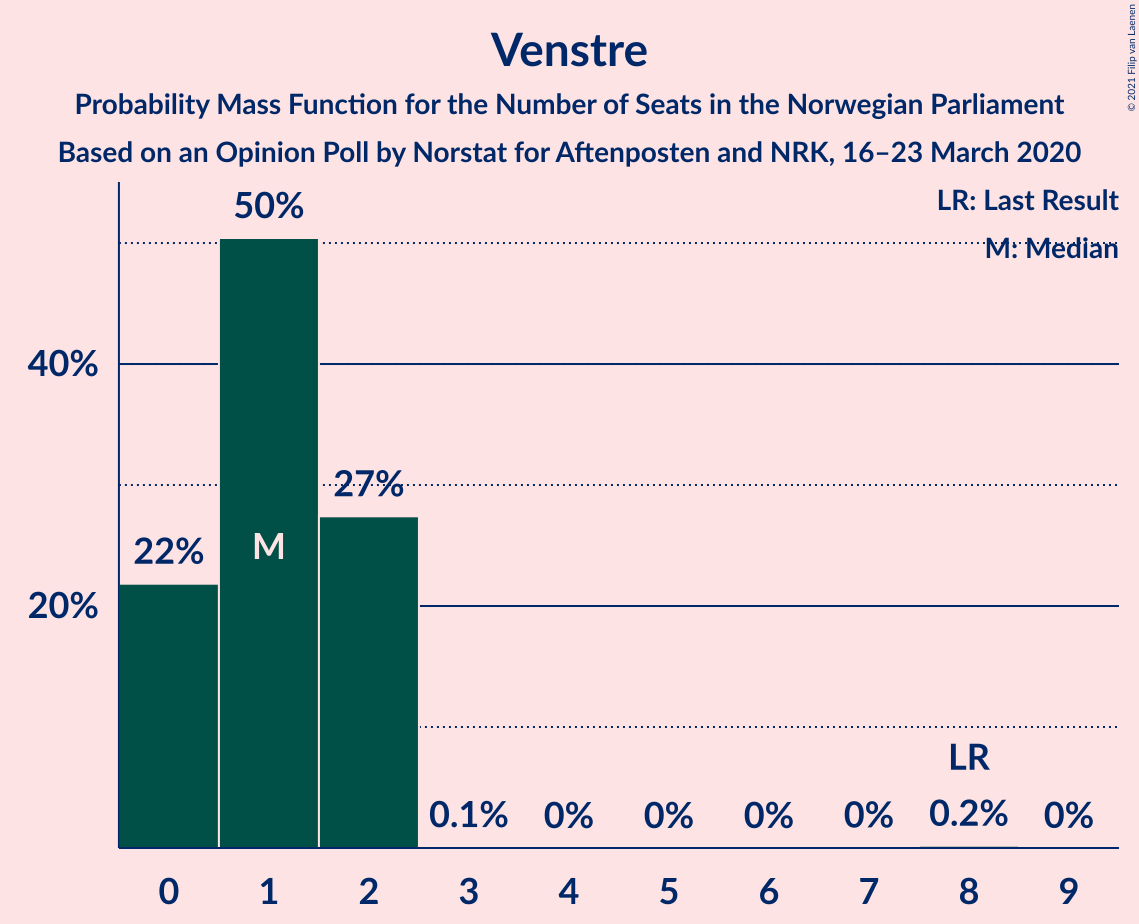 Venstre
Probability Mass Function for the Number of Seats in the Norwegian Parliament
Based on an Opinion Poll by Norstat for Aftenposten and NRK, 16–23 March 2020
© 2021 Filip van Laenen
LR: Last Result
M: Median
50%
40%
27%
22%
M
20%
LR
0.1%
0%
0%
0%
0%
0.2%
0%
0
1
2
3
4
5
6
7
8
9